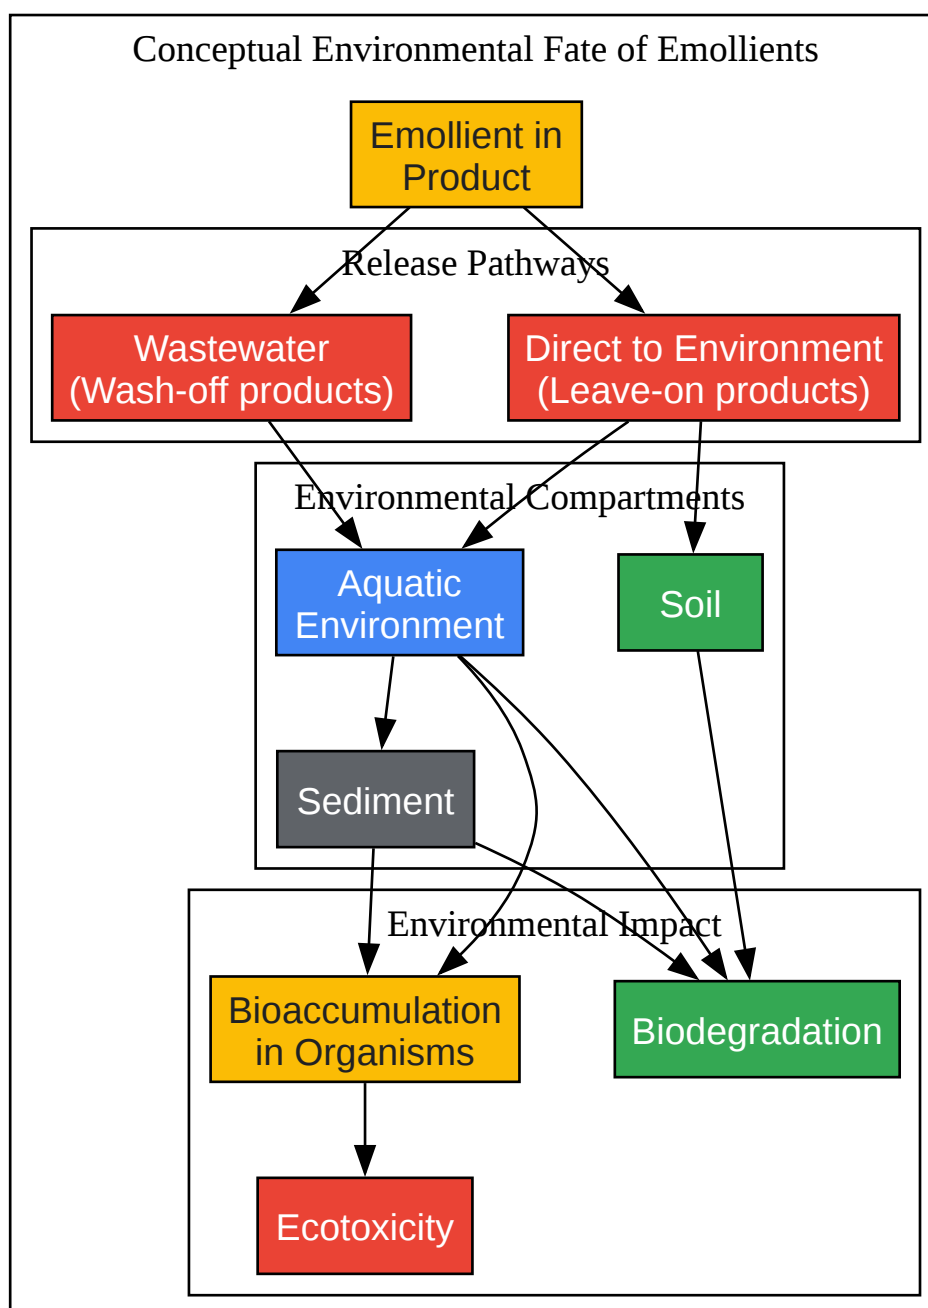 Conceptual Environmental Fate of Emollients
Emollient in
Product
Release Pathways
Wastewater
(Wash-off products)
Direct to Environment
(Leave-on products)
Environmental Compartments
Aquatic
Environment
Soil
Sediment
Environmental Impact
Bioaccumulation
in Organisms
Biodegradation
Ecotoxicity